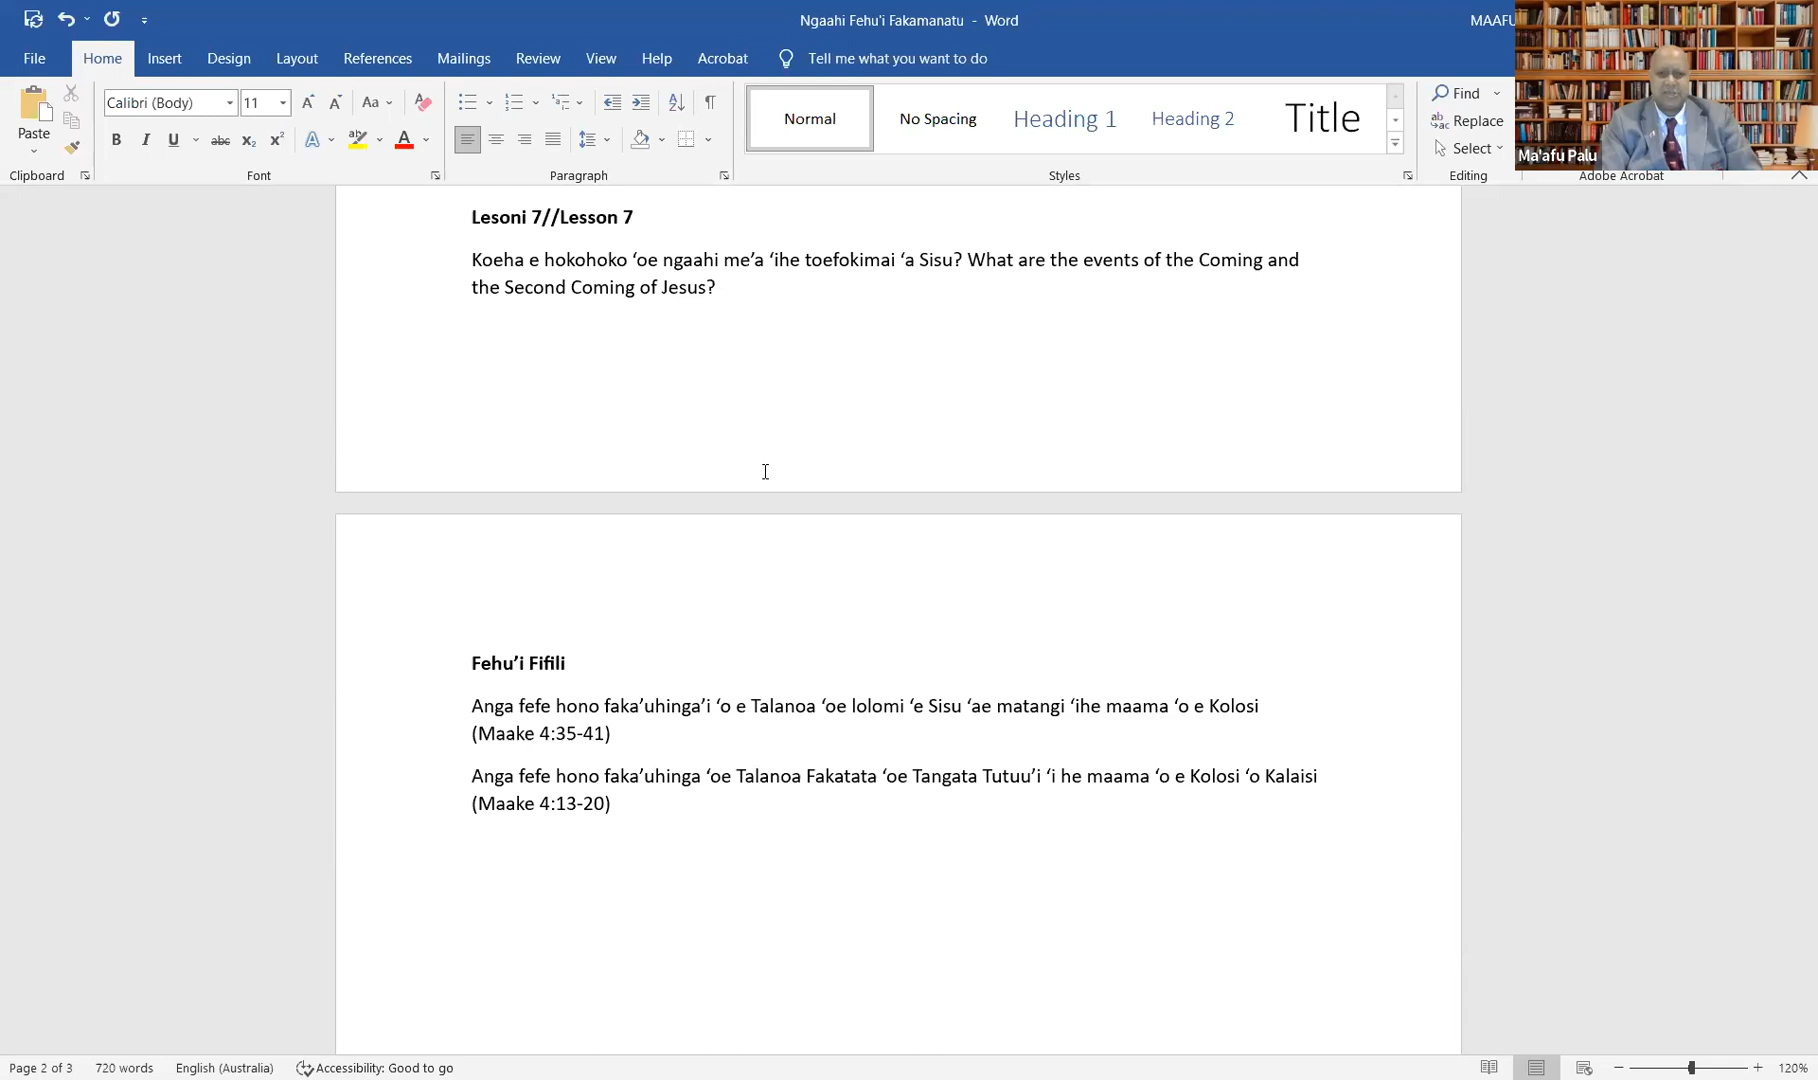 Ngaahi Fehu'i Fakamanatu - Word
MAAFU
File Home Insert Design Layout References Mailings Review View Help Acrobat Tell me what you want to do
Paste
Calibri (Body) 11
Aa
Normal No Spacing Heading 1 Heading 2 Title
Find
Replace
Select
Ma'afu Palu
Clipboard Font Paragraph Styles Editing Adobe Acrobat
Lesoni 7//Lesson 7
Koeha e hokohoko ‘oe ngaahi me’a ‘ihe toefokimai ‘a Sisu? What are the events of the Coming and
the Second Coming of Jesus?
Fehu’i Fifili
Anga fefe hono faka’uhinga’i ‘o e Talanoa ‘oe lolomi ‘e Sisu ‘ae matangi ‘ihe maama ‘o e Kolosi
(Maake 4:35-41)
Anga fefe hono faka’uhinga ‘oe Talanoa Fakatata ‘oe Tangata Tutuu’i ‘i he maama ‘o e Kolosi ‘o Kalaisi
(Maake 4:13-20)
Page 2 of 3 720 words English (Australia) Accessibility: Good to go 120%